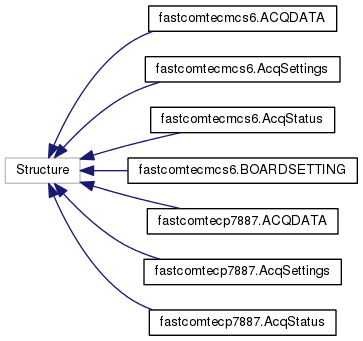 fastcomtecmcs6.ACQDATA
fastcomtecmcs6.AcqSettings
fastcomtecmcs6.AcqStatus
Structure
fastcomtecmcs6.BOARDSETTING
fastcomtecp7887.ACQDATA
fastcomtecp7887.AcqSettings
fastcomtecp7887.AcqStatus